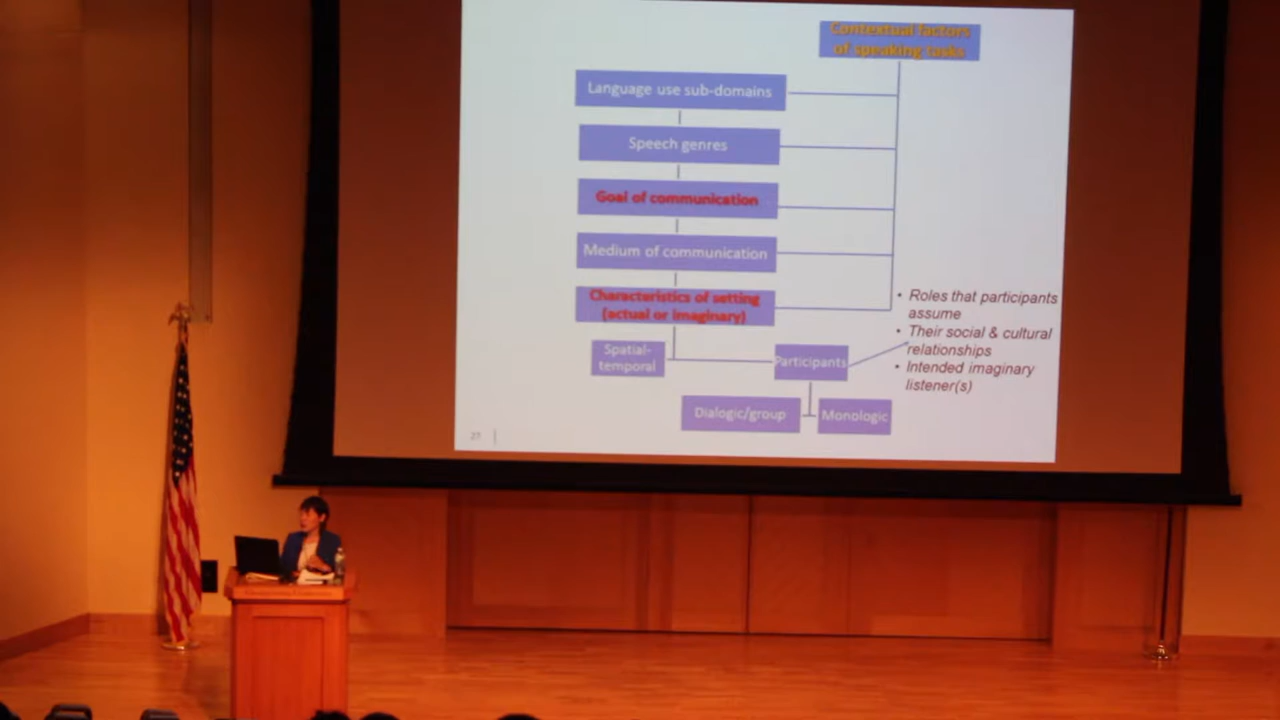 Contextual factors
of speaking tasks
Language use sub-domains
Speech genres
Goal of communication
Medium of communication
Characteristics of setting
(actual or imaginary)
• Roles that participants
assume
• Their social & cultural
relationships
• Intended imaginary
listener(s)
Spatial-
temporal
Participants
Dialogic/group
Monologic
27